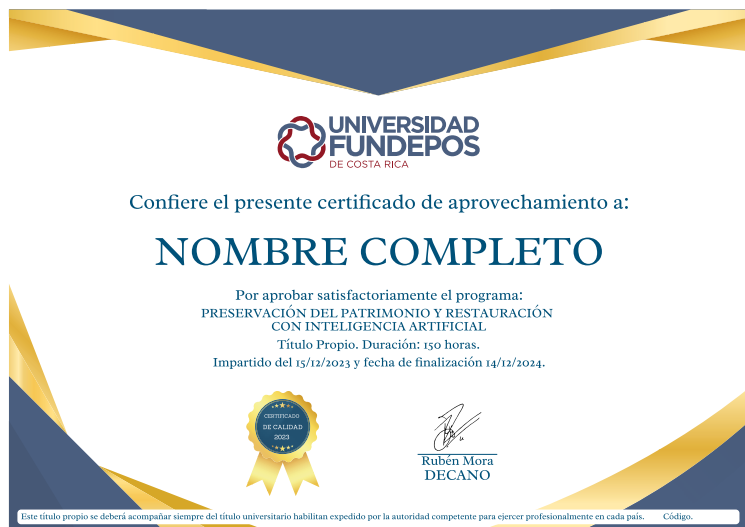 UNIVERSIDAD
FUNDEPOS
DE COSTA RICA
Confiere el presente certificado de aprovechamiento a:
NOMBRE COMPLETO
Por aprobar satisfactoriamente el programa:
PRESERVACIÓN DEL PATRIMONIO Y RESTAURACIÓN
CON INTELIGENCIA ARTIFICIAL
Título Propio. Duración: 150 horas.
Impartido del 15/12/2023 y fecha de finalización 14/12/2024.
CERTIFICADO
DE CALIDAD
2023
Rubén Mora
DECANO
Este título propio se deberá acompañar siempre del título universitario habilitan expedido por la autoridad competente para ejercer profesionalmente en cada país. Código.